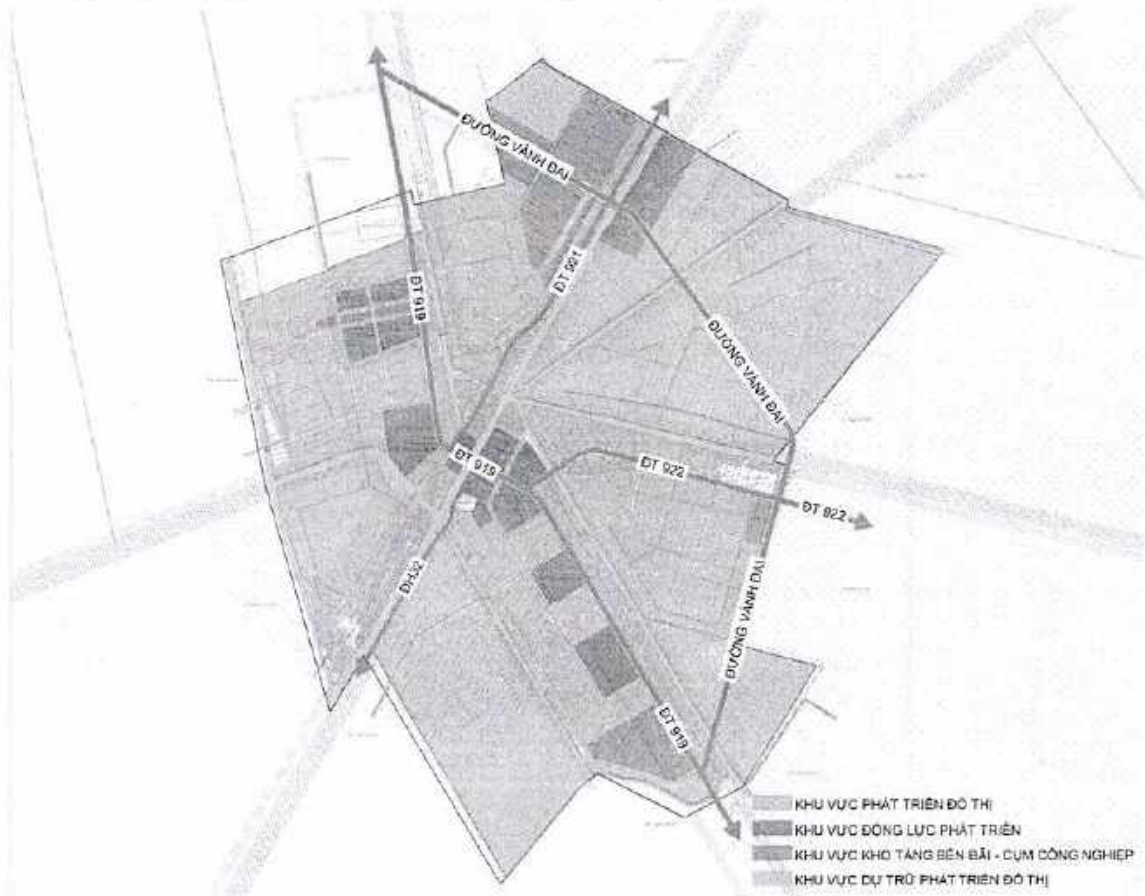 ĐƯỜNG VÀNH ĐAI
ĐT 921
ĐT 919
ĐƯỜNG VÀNH ĐAI
ĐT 919
ĐT 922
ĐT 922
ĐH32
ĐƯỜNG VÀNH ĐAI
ĐT 919
KHU VỰC PHÁT TRIỂN ĐÔ THỊ
KHU VỰC ĐỘNG LỰC PHÁT TRIỂN
KHU VỰC KHO TÀNG BẾN BÃI - CỤM CÔNG NGHIỆP
KHU VỰC DỰ TRỮ PHÁT TRIỂN ĐÔ THỊ